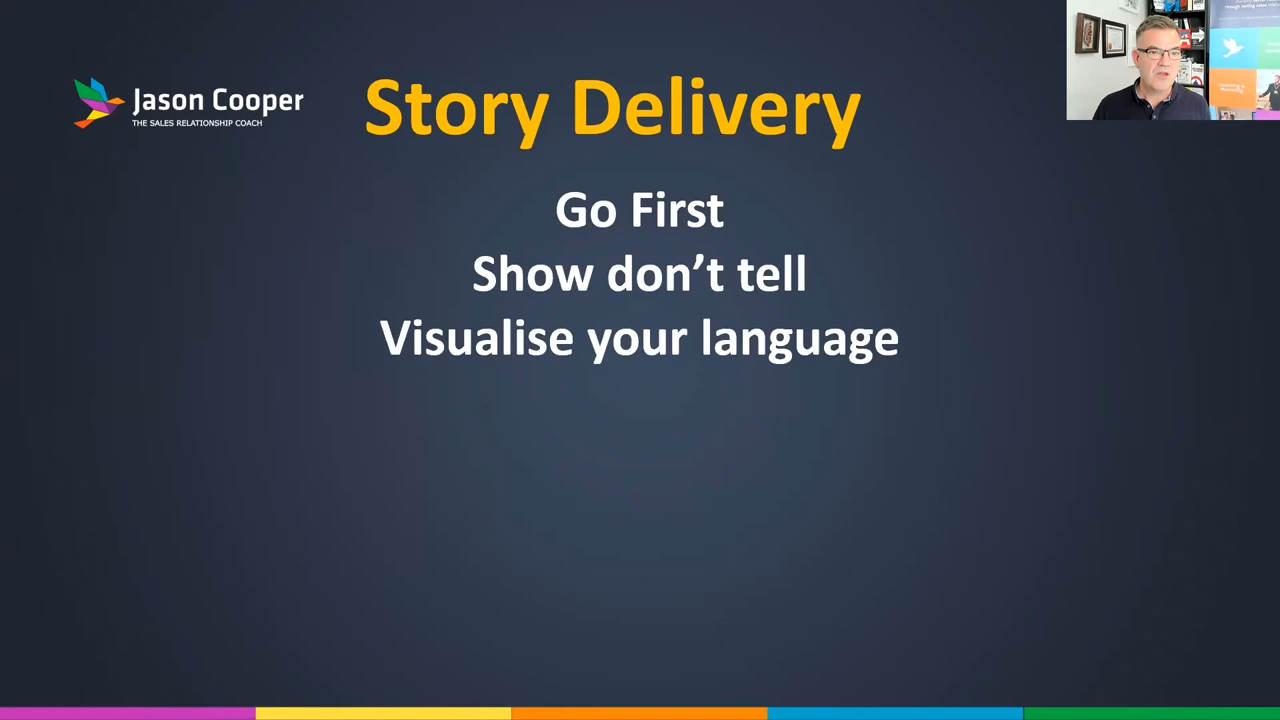 Jason Cooper
THE SALES RELATIONSHIP COACH
Story Delivery
Go First
Show don't tell
Visualise your language